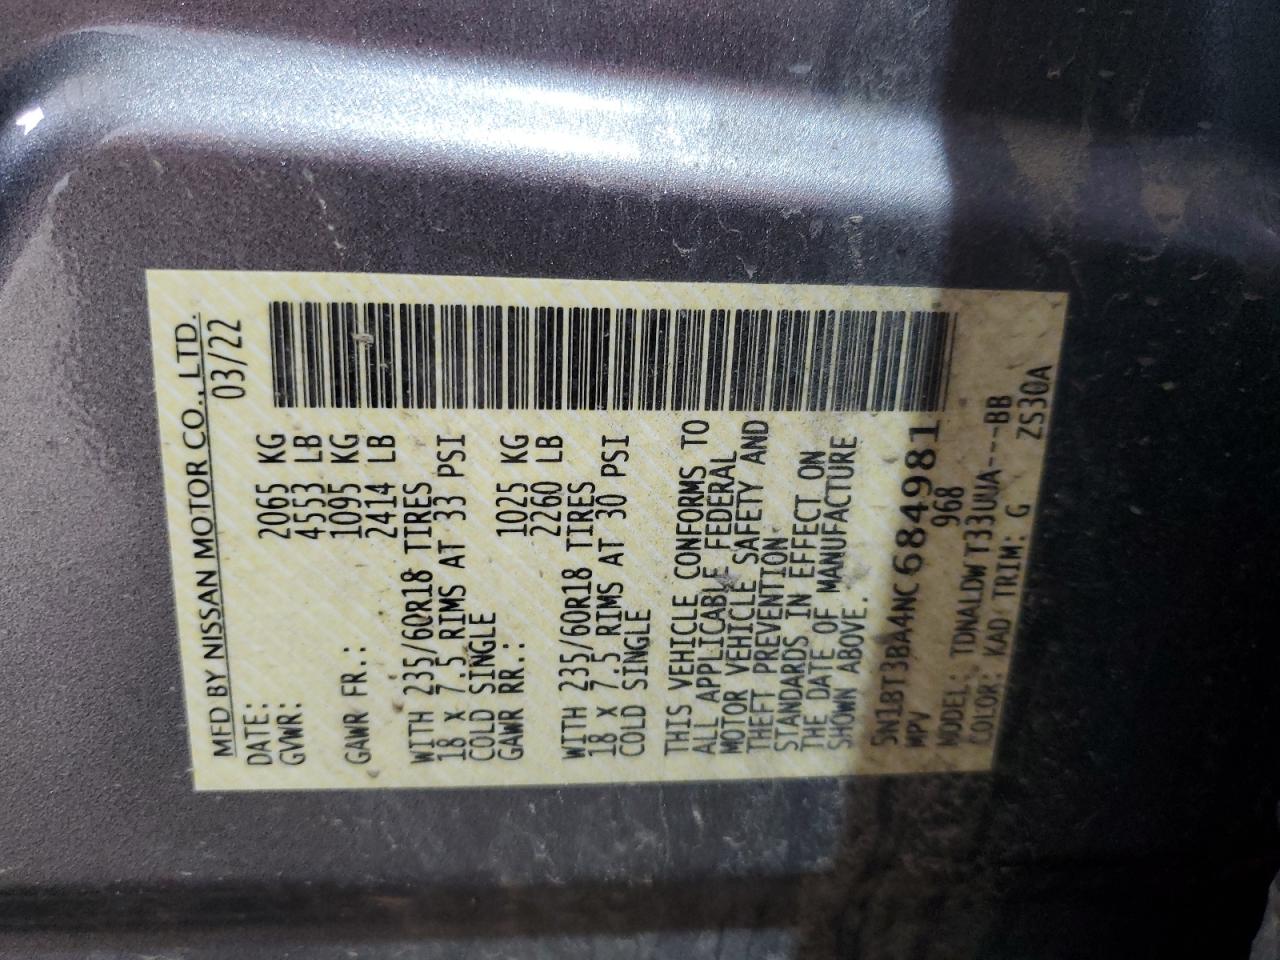 MFD BY NISSAN MOTOR CO., LTD.
DATE: 03/22
GVWR: 2065 KG
4553 LB
GAWR FR.: 1095 KG
2414 LB
WITH 235/60R18 TIRES
18 x 7.5 RIMS AT 33 PSI
COLD SINGLE
GAWR RR.: 1025 KG
2260 LB
WITH 235/60R18 TIRES
18 x 7.5 RIMS AT 30 PSI
COLD SINGLE
THIS VEHICLE CONFORMS TO
ALL APPLICABLE FEDERAL
MOTOR VEHICLE SAFETY AND
THEFT PREVENTION
STANDARDS IN EFFECT ON
THE DATE OF MANUFACTURE
SHOWN ABOVE.
5N1BT3BA4NC684981
MPV 968
MODEL: TDNALDWT33UUA---BB
COLOR: KAD TRIM: G ZS30A